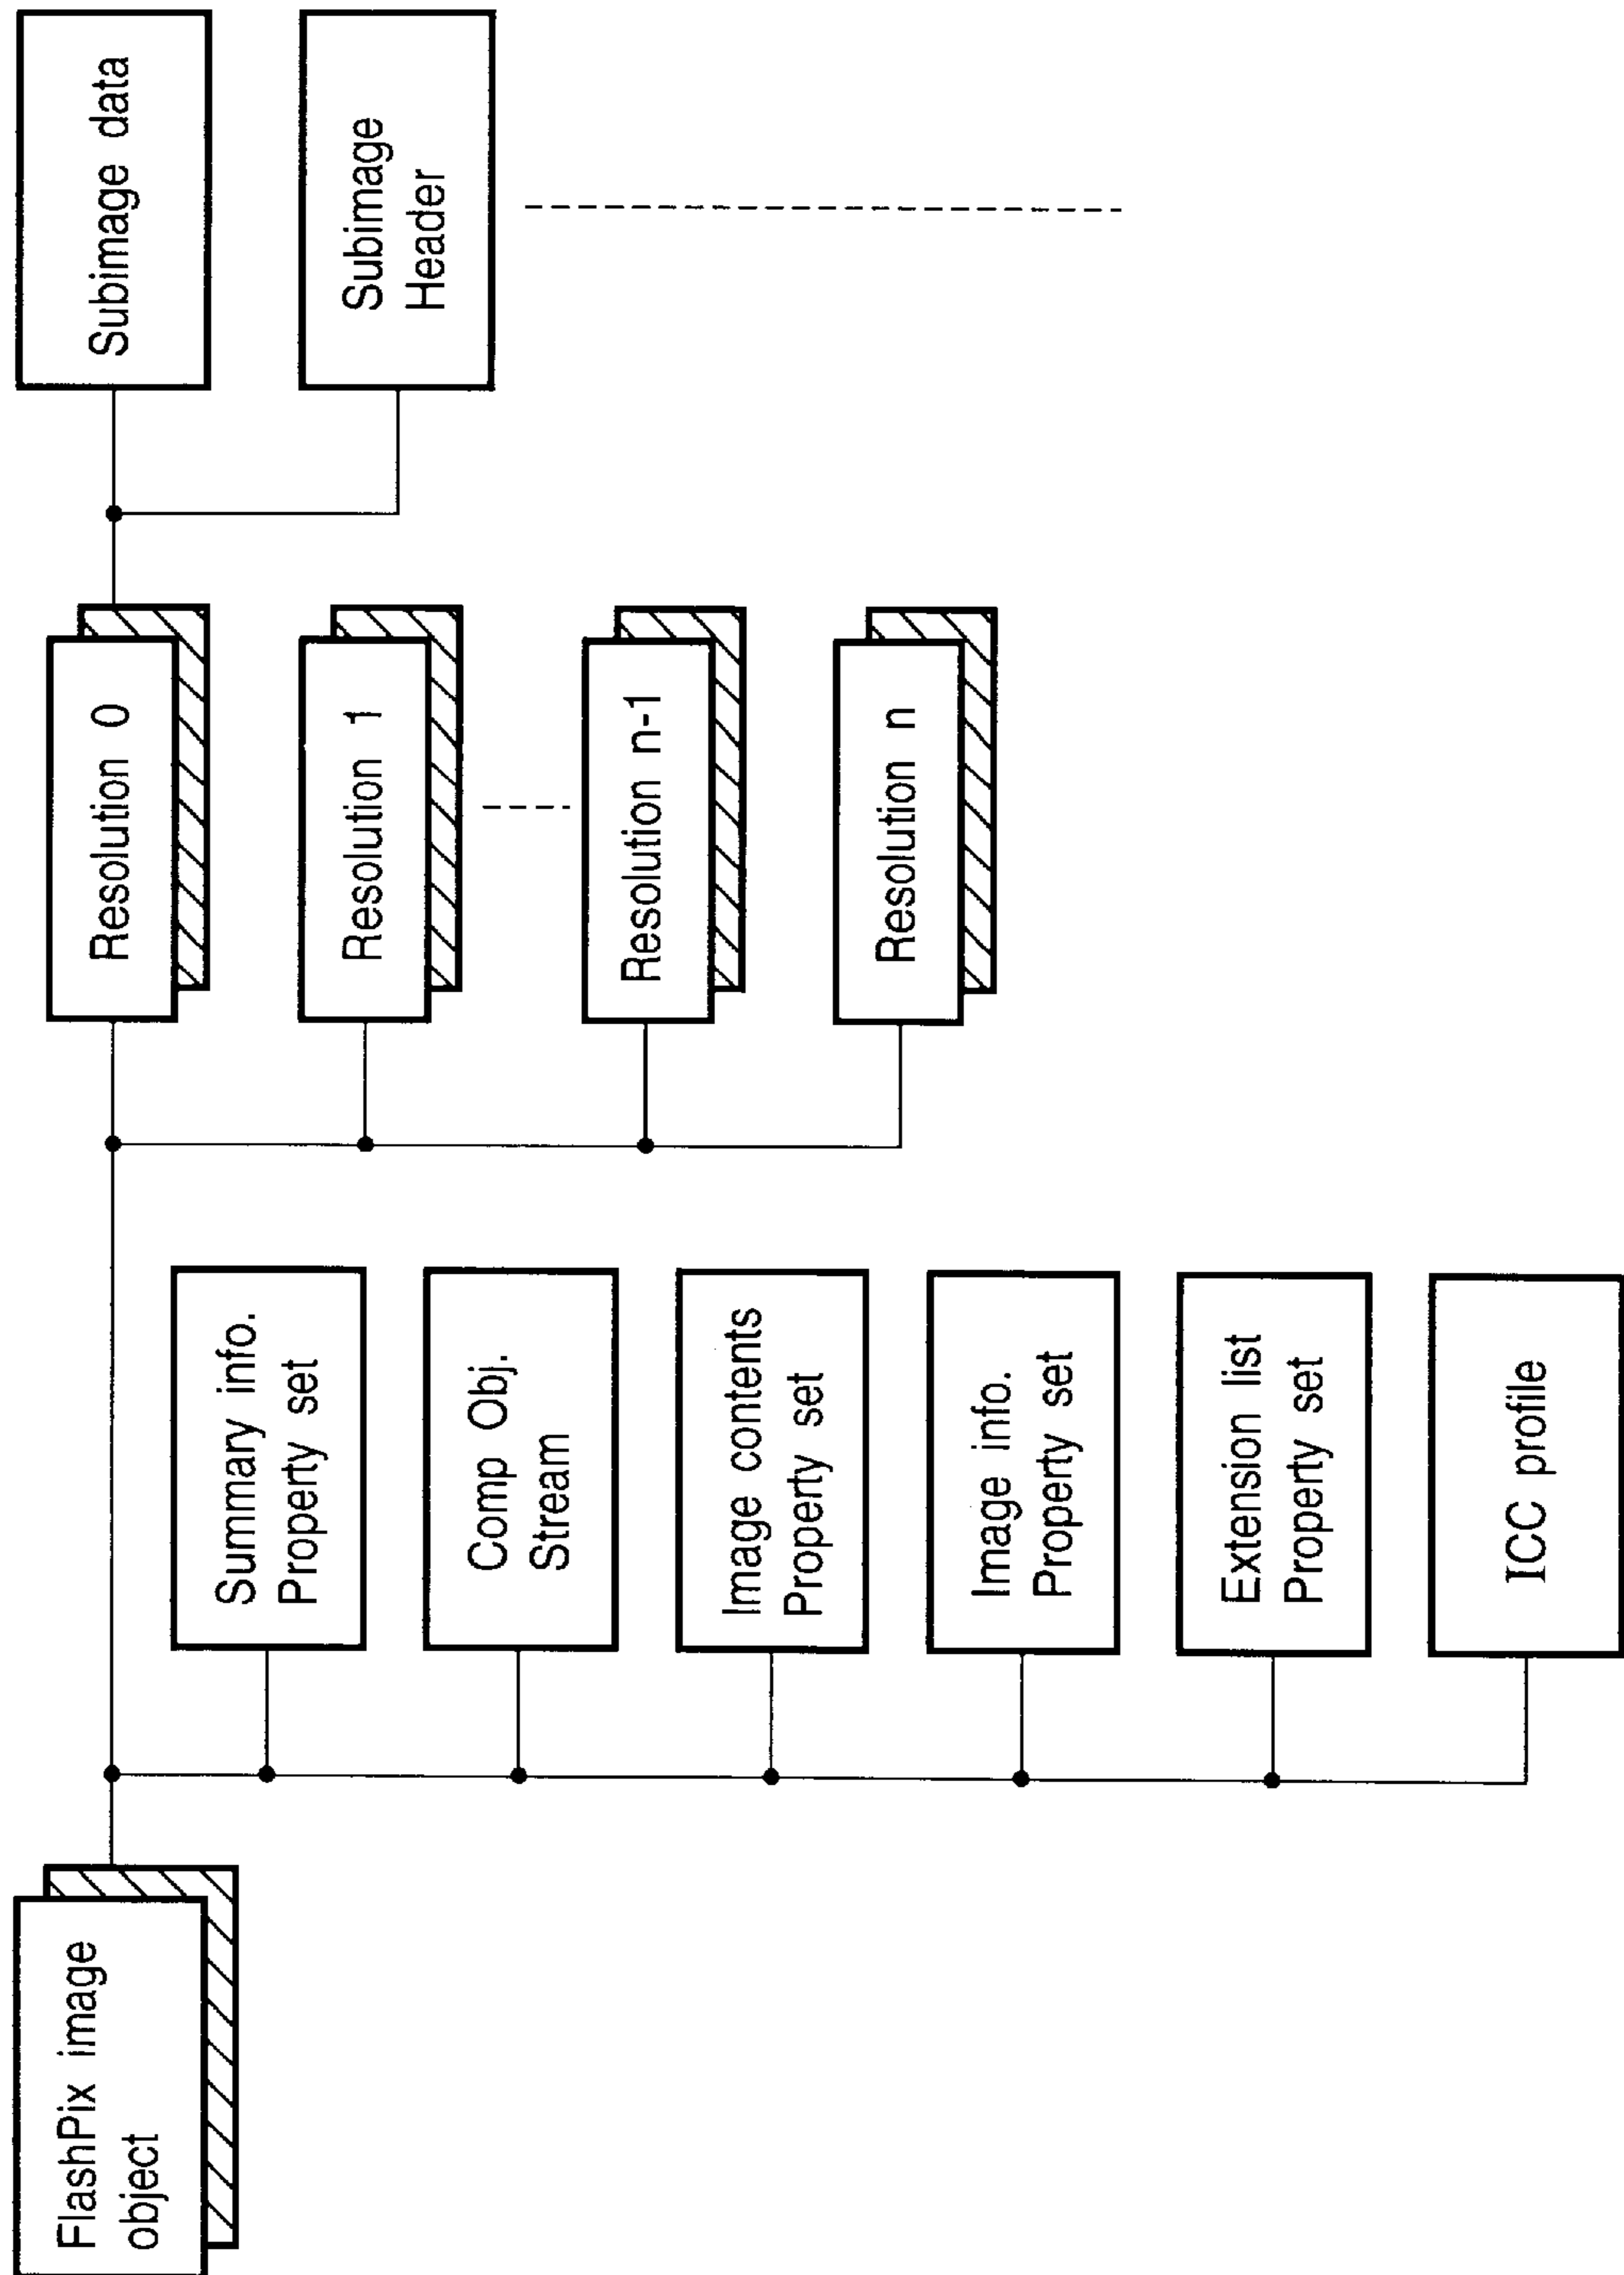 FlashPix image
object
Summary info.
Property set
Comp Obj.
Stream
Image contents
Property set
Image info.
Property set
Extension list
Property set
ICC profile
Resolution 0
Resolution 1
Resolution n-1
Resolution n
Subimage data
Subimage
Header